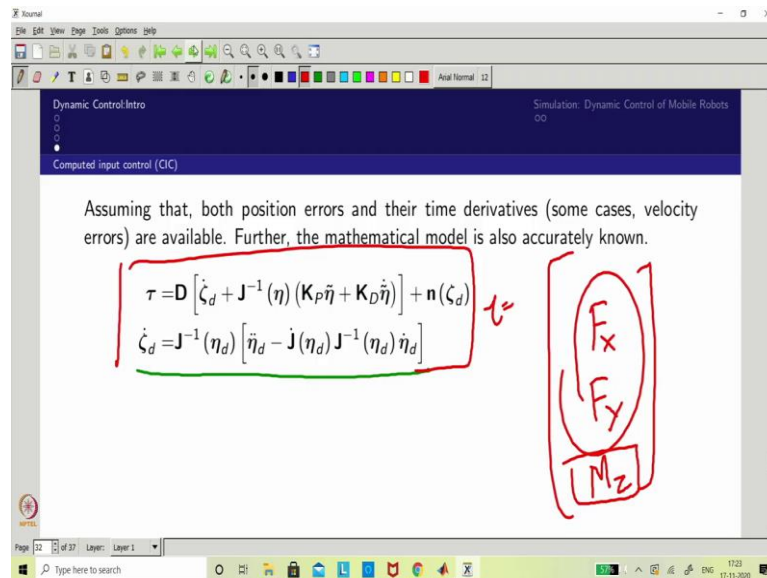 Xournal
File Edit View Page Tools Options Help
Arial Normal 12
Dynamic Control:Intro
Simulation: Dynamic Control of Mobile Robots
Computed input control (CIC)
Assuming that, both position errors and their time derivatives (some cases, velocity
errors) are available. Further, the mathematical model is also accurately known.
τ =D [ζ̇_d + J⁻¹ (η) (K_P η̃ + K_D η̃̇)] + n (ζ_d)
ζ̇_d =J⁻¹ (η_d) [η̈_d − J̇ (η_d) J⁻¹ (η_d) η̇_d]
τ=
F_x
F_y
M_z
NPTEL
Page 32 of 37 Layer: Layer 1
Type here to search
57% ENG 17:23
17-11-2020